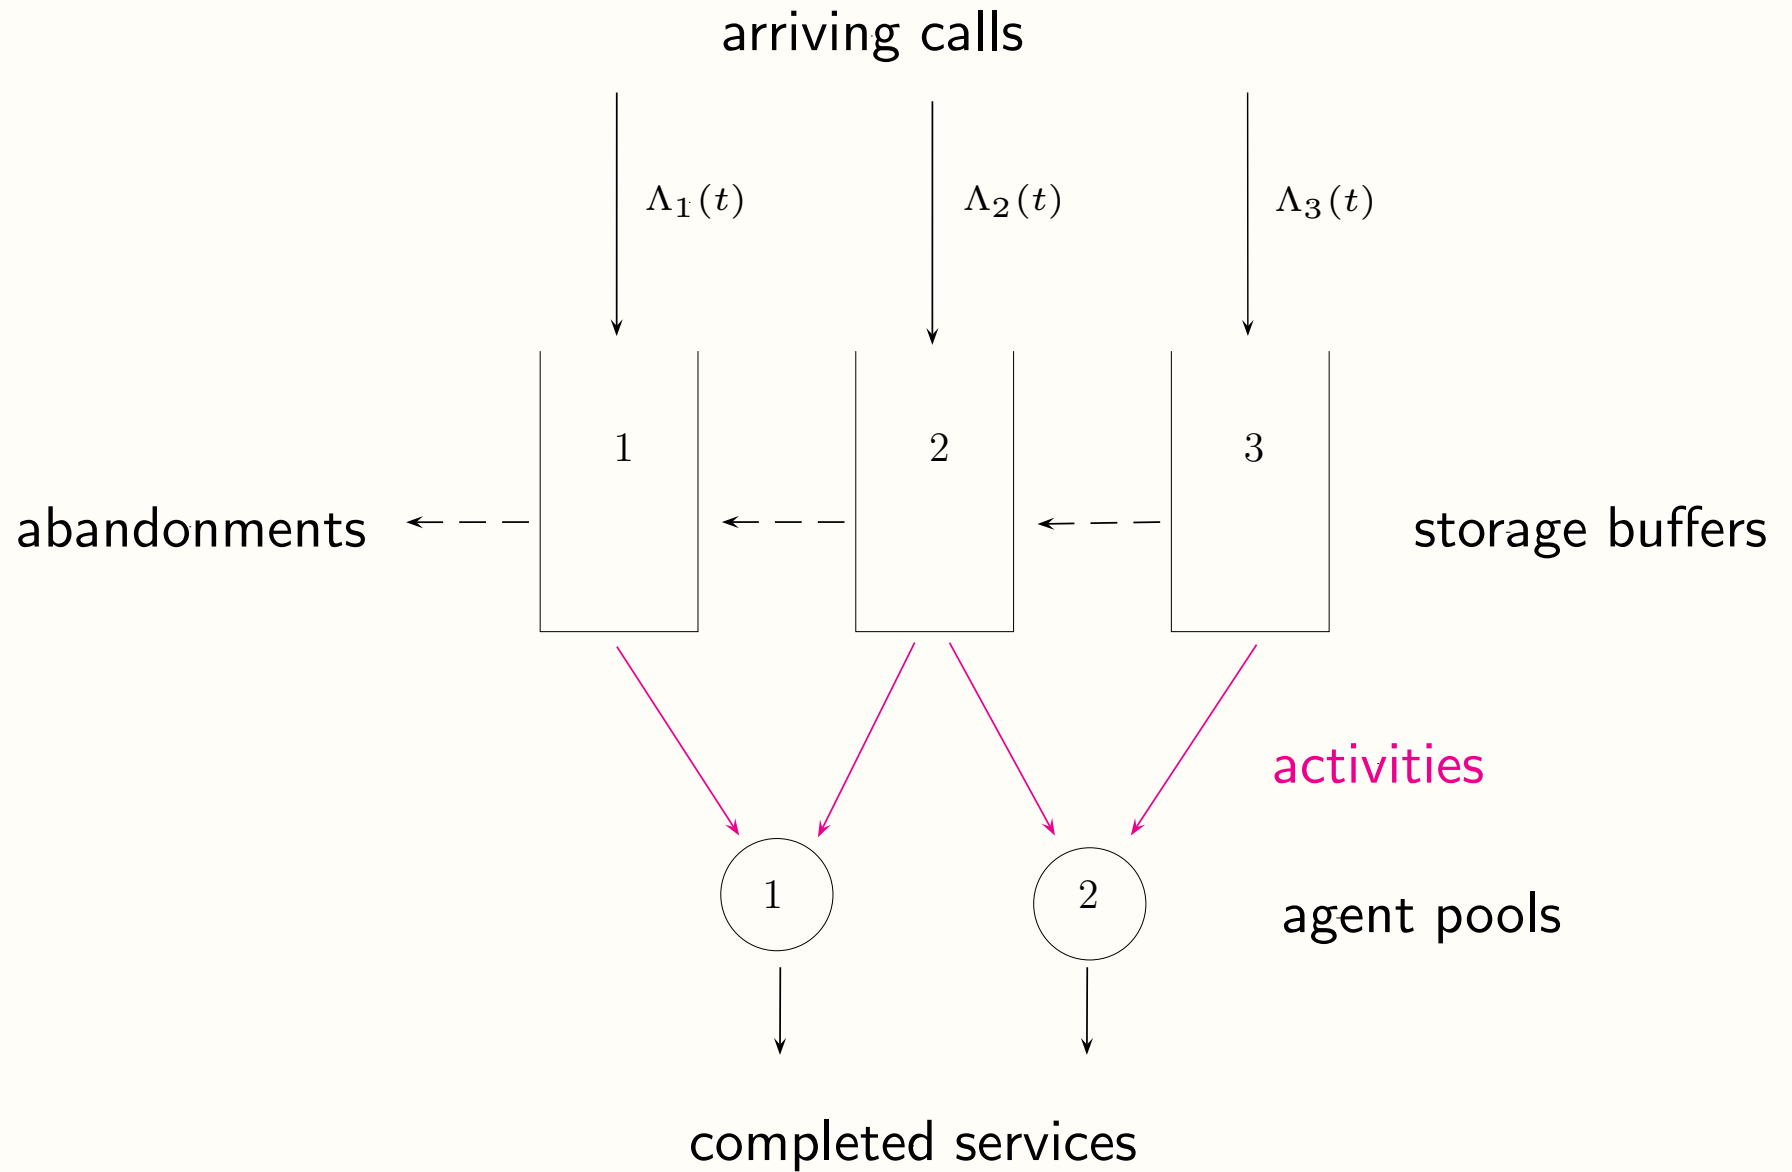 arriving calls
Λ₁(t) Λ₂(t) Λ₃(t)
1 2 3
abandonments storage buffers
activities
1 2 agent pools
completed services